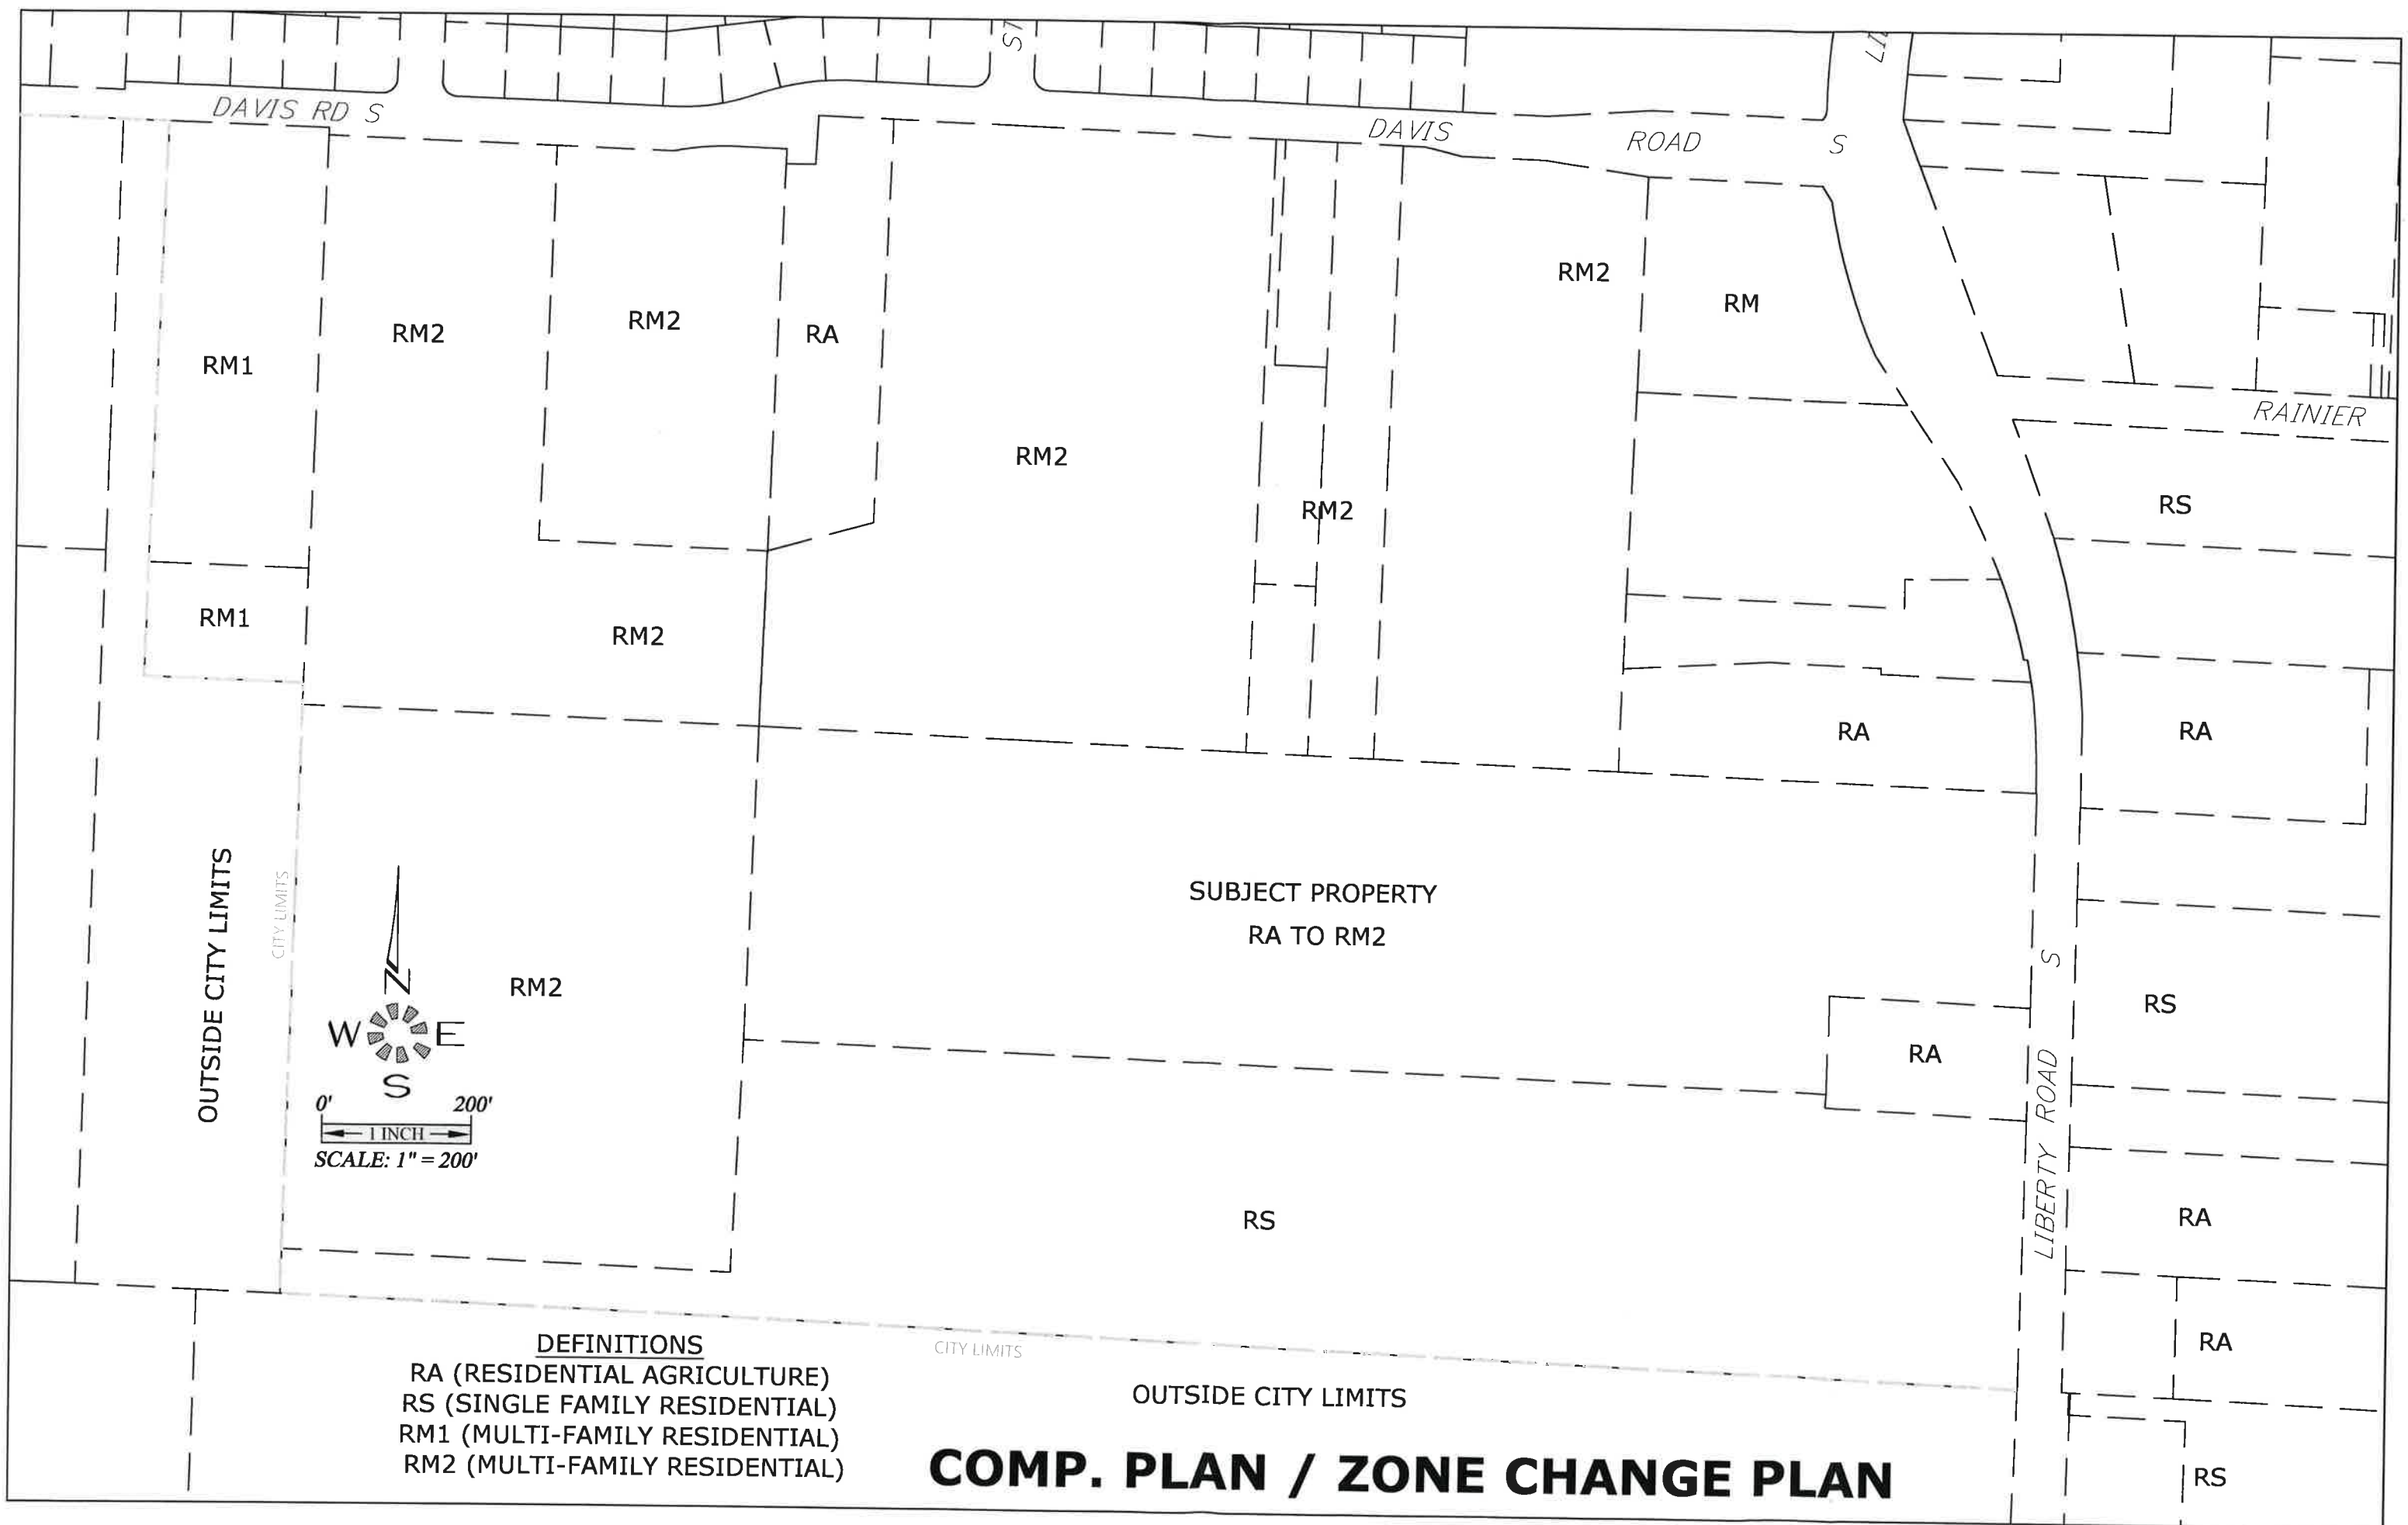 DAVIS RD S
DAVIS ROAD S
RM2
RM
RM2
RM2
RA
RM1
RAINIER
RM2
RS
RM2
RM1
RM2
RA
RA
SUBJECT PROPERTY
RA TO RM2
OUTSIDE CITY LIMITS
CITY LIMITS
N
W E
S
0' 200'
1 INCH
SCALE: 1" = 200'
RM2
RS
RA
LIBERTY ROAD S
RS
RA
RA
RS
CITY LIMITS
OUTSIDE CITY LIMITS
DEFINITIONS
RA (RESIDENTIAL AGRICULTURE)
RS (SINGLE FAMILY RESIDENTIAL)
RM1 (MULTI-FAMILY RESIDENTIAL)
RM2 (MULTI-FAMILY RESIDENTIAL)
COMP. PLAN / ZONE CHANGE PLAN